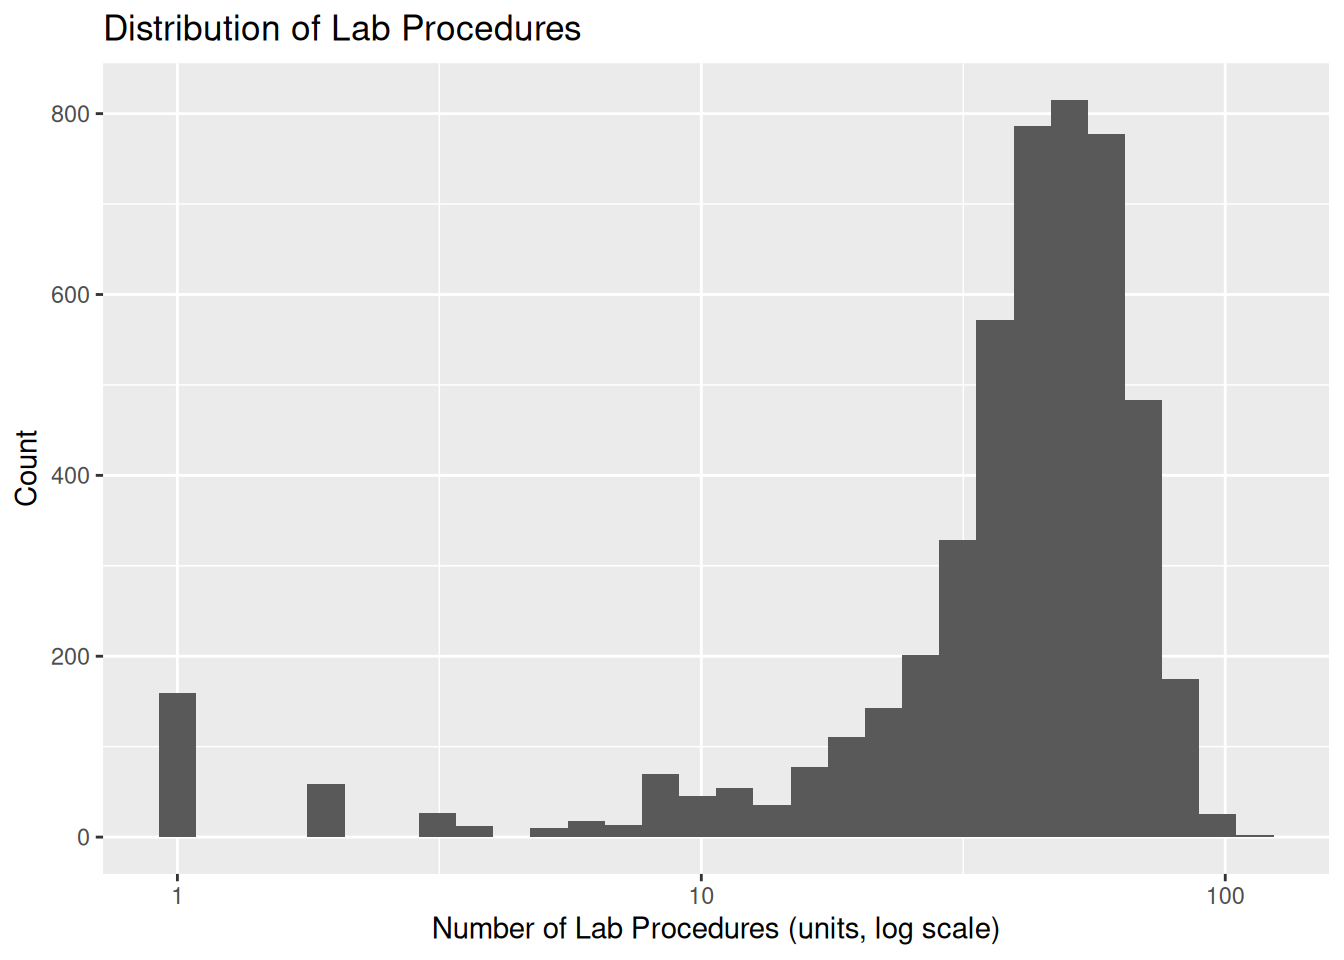 Distribution of Lab Procedures
800
600
400
200
0
Count
1 10 100
Number of Lab Procedures (units, log scale)